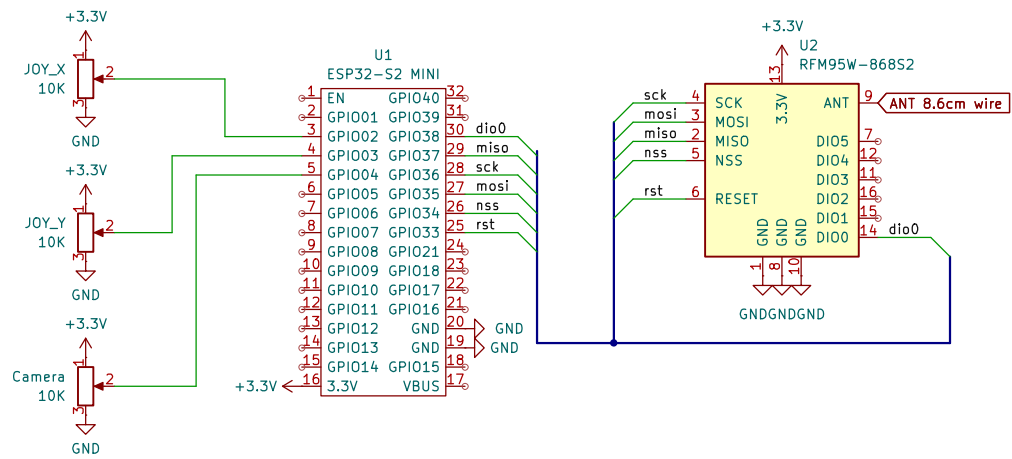 +3.3V
1
JOY_X
10K
2
3
GND
+3.3V
1
JOY_Y
10K
2
3
GND
+3.3V
1
Camera
10K
2
3
GND
U1
ESP32-S2 MINI
1 EN GPIO40 32
2 GPIO01 GPIO39 31
3 GPIO02 GPIO38 30 dio0
4 GPIO03 GPIO37 29 miso
5 GPIO04 GPIO36 28 sck
6 GPIO05 GPIO35 27 mosi
7 GPIO06 GPIO34 26 nss
8 GPIO07 GPIO33 25 rst
9 GPIO08 GPIO21 24
10 GPIO09 GPIO18 23
11 GPIO10 GPIO17 22
12 GPIO11 GPIO16 21
13 GPIO12 GND 20 GND
14 GPIO13 GND 19 GND
15 GPIO14 GPIO15 18
+3.3V 16 3.3V VBUS 17
+3.3V
U2
RFM95W-868S2
13
3.3V
sck 4 SCK ANT 9 ANT 8.6cm wire
mosi 3 MOSI
miso 2 MISO DIO5 7
nss 5 NSS DIO4 12
DIO3 11
rst 6 RESET DIO2 16
DIO1 15
DIO0 14 dio0
GND GND GND
1 8 10
GND GND GND